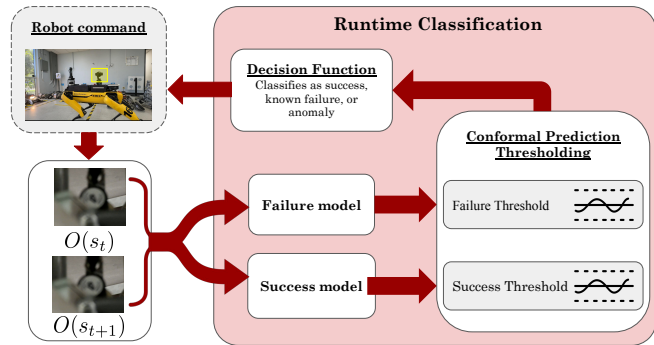 Robot command
Runtime Classification
Decision Function
Classifies as success,
known failure, or
anomaly
Conformal Prediction
Thresholding
O(s_t)
Failure model
Failure Threshold
Success model
Success Threshold
O(s_{t+1})